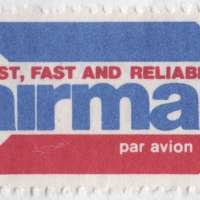 ST, FAST AND RELIAB
airma
par avion